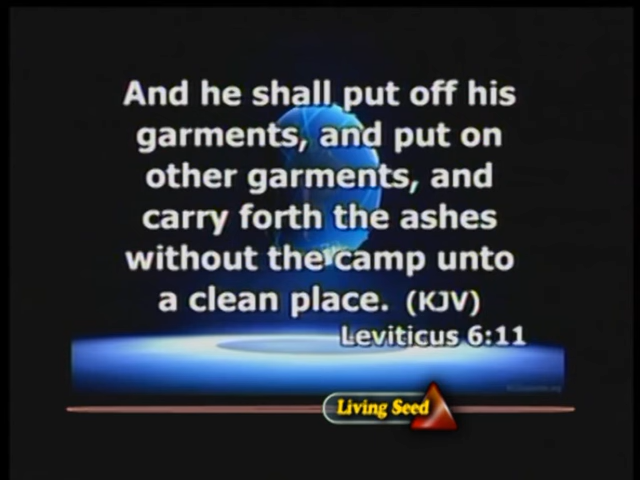 And he shall put off his
garments, and put on
other garments, and
carry forth the ashes
without the camp unto
a clean place. (KJV)
Leviticus 6:11
Living Seed